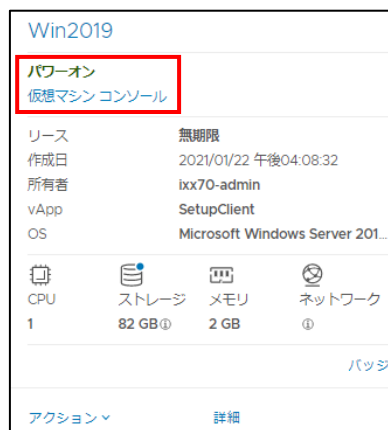 Win2019
パワーオン
仮想マシン コンソール
リース 無期限
作成日 2021/01/22 午後04:08:32
所有者 ixx70-admin
vApp SetupClient
OS Microsoft Windows Server 201...
CPU ストレージ メモリ ネットワーク
1 82 GB 2 GB
バッジ
アクション 詳細